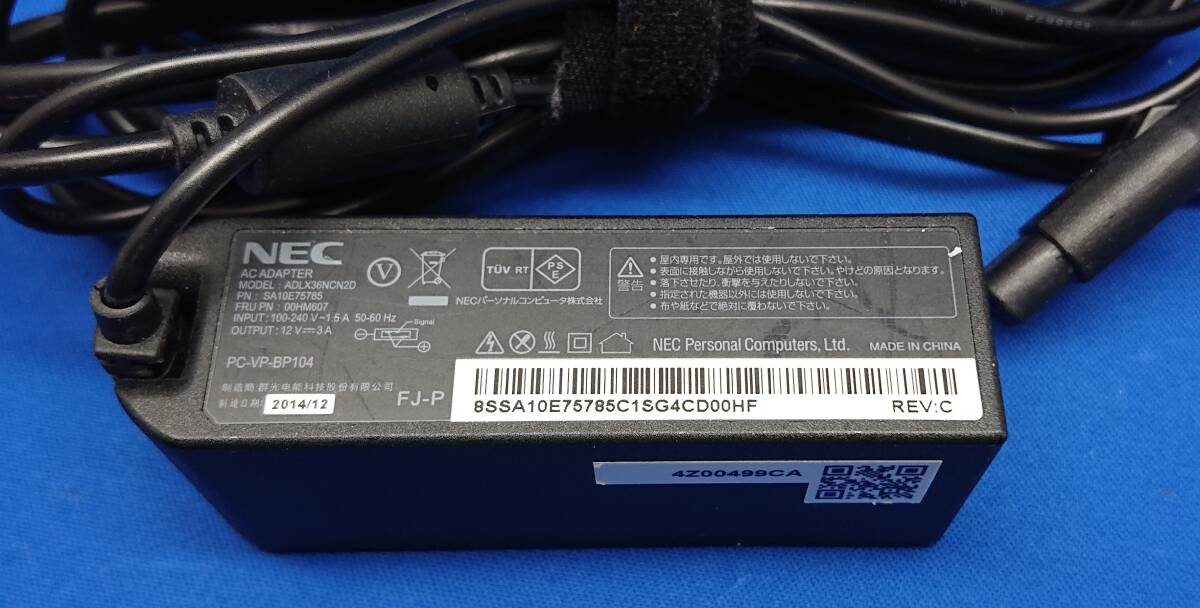 NEC
AC ADAPTER
MODEL : ADLX36NCN2D
PN : SA10E75785
FRU PN : 00HM607
INPUT : 100-240 V~1.5 A 50-60 Hz
OUTPUT : 12 V⎓3 A
PC-VP-BP104
制造商:群光电能科技股份有限公司
制造日期:
2014/12
FJ-P
V
TÜV RT
PS
E
NECパーソナルコンピュータ株式会社
Signal
警告
● 屋内専用です。屋外では使用しないで下さい。
● 表面に接触しながら使用しないで下さい。やけどの原因となります。
● 落下させたり、衝撃を与えたりしないで下さい。
● 指定された機器以外には使用しないで下さい。
● 布や紙などで絶対に覆わないで下さい。
NEC Personal Computers, Ltd.
MADE IN CHINA
8SSA10E75785C1SG4CD00HF
REV:C
4Z00499CA